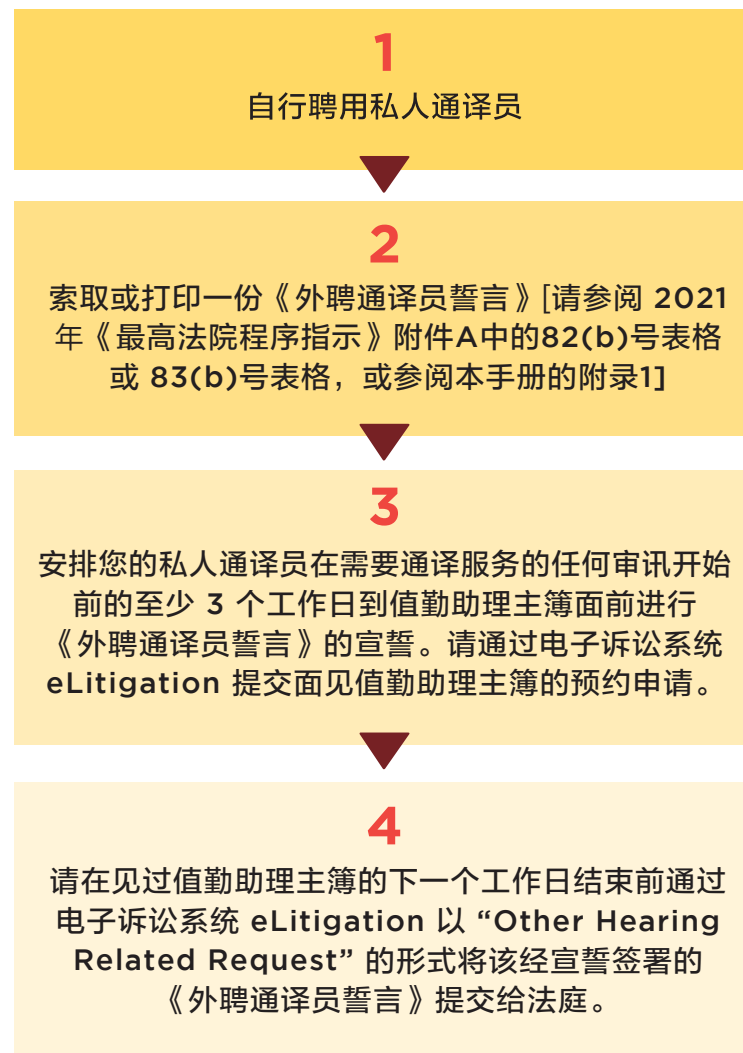 1
自行聘用私人通译员
2
索取或打印一份《外聘通译员誓言》[请参阅 2021
年《最高法院程序指示》附件A中的82(b)号表格
或 83(b)号表格，或参阅本手册的附录1]
3
安排您的私人通译员在需要通译服务的任何审讯开始
前的至少 3 个工作日到值勤助理主簿面前进行
《外聘通译员誓言》的宣誓。请通过电子诉讼系统
eLitigation 提交面见值勤助理主簿的预约申请。
4
请在见过值勤助理主簿的下一个工作日结束前通过
电子诉讼系统 eLitigation 以 “Other Hearing
Related Request” 的形式将该经宣誓签署的
《外聘通译员誓言》提交给法庭。